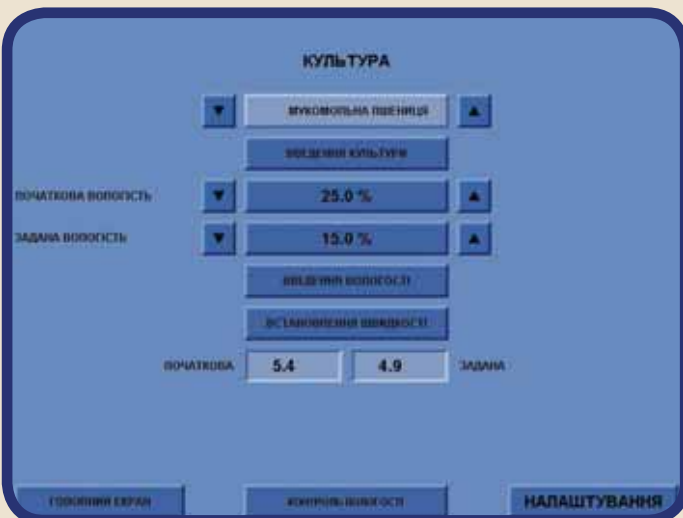 КУЛЬТУРА
▼ МУКОМОЛЬНА ПШЕНИЦЯ ▲
ВВЕДЕННЯ КУЛЬТУРИ
ПОЧАТКОВА ВОЛОГІСТЬ ▼ 25.0 % ▲
ЗАДАНА ВОЛОГІСТЬ ▼ 15.0 % ▲
ВВЕДЕННЯ ВОЛОГОСТІ
ВСТАНОВЛЕННЯ ШВИДКОСТІ
ПОЧАТКОВА 5.4 4.9 ЗАДАНА
ГОЛОВНИЙ ЕКРАН КОНТРОЛЬ ВОЛОГОСТІ НАЛАШТУВАННЯ